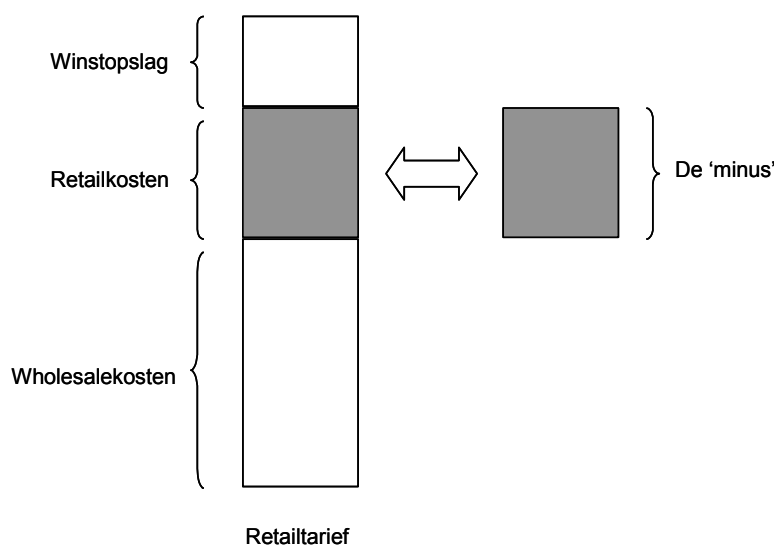 Winstopslag
Retailkosten
De ‘minus’
Wholesalekosten
Retailtarief